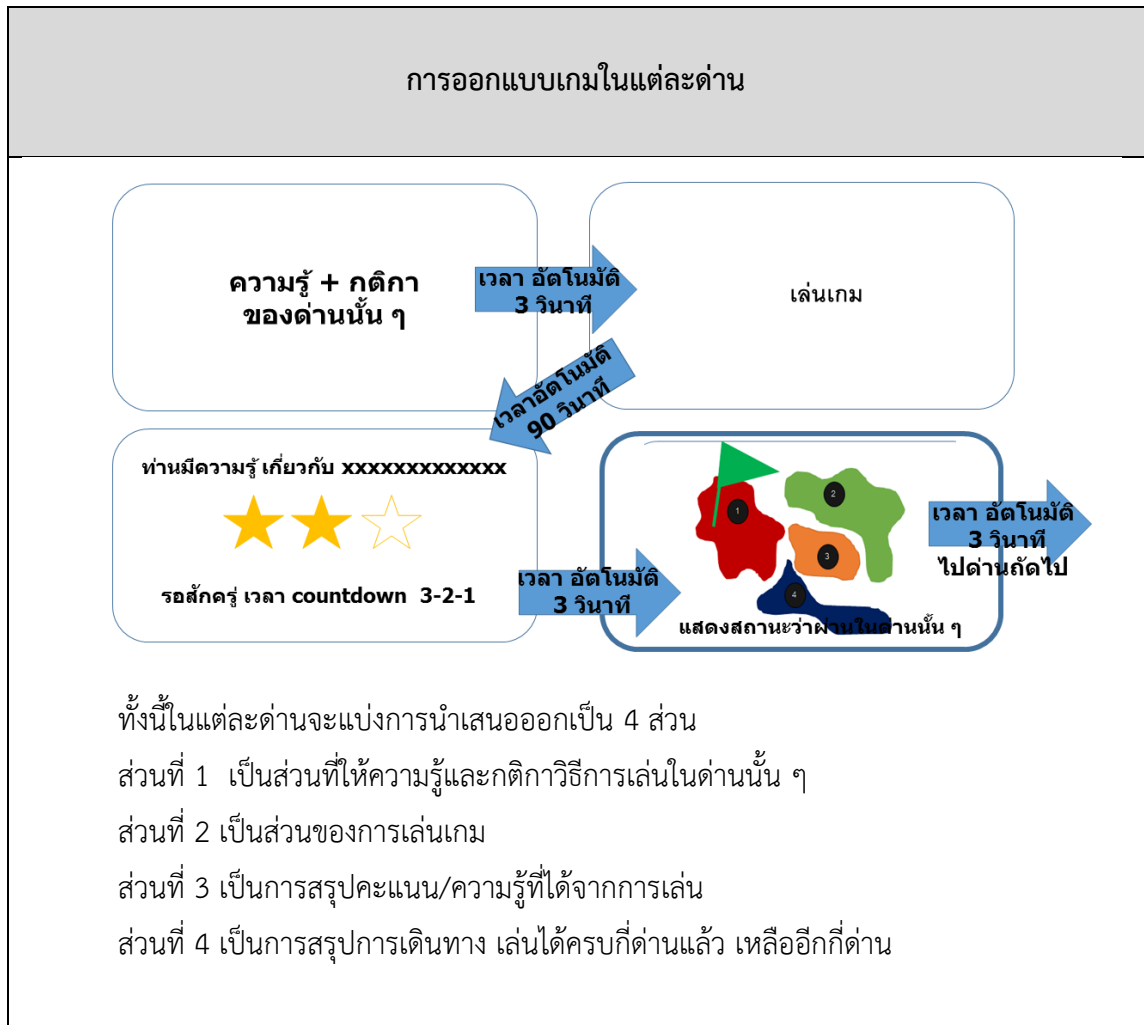 การออกแบบเกมในแต่ละด่าน
ความรู้ + กติกา
ของด่านนั้น ๆ
เวลา อัตโนมัติ
3 วินาที
เล่นเกม
เวลาอัตโนมัติ
90 วินาที
ท่านมีความรู้ เกี่ยวกับ xxxxxxxxxxxxx
รอสักครู่ เวลา countdown 3-2-1
เวลา อัตโนมัติ
3 วินาที
1
2
3
4
แสดงสถานะว่าผ่านในด่านนั้น ๆ
เวลา อัตโนมัติ
3 วินาที
ไปด่านถัดไป
ทั้งนี้ในแต่ละด่านจะแบ่งการนำเสนอออกเป็น 4 ส่วน
ส่วนที่ 1 เป็นส่วนที่ให้ความรู้และกติกาวิธีการเล่นในด่านนั้น ๆ
ส่วนที่ 2 เป็นส่วนของการเล่นเกม
ส่วนที่ 3 เป็นการสรุปคะแนน/ความรู้ที่ได้จากการเล่น
ส่วนที่ 4 เป็นการสรุปการเดินทาง เล่นได้ครบกี่ด่านแล้ว เหลืออีกกี่ด่าน